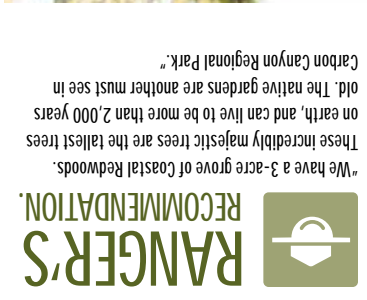 RANGER'S
RECOMMENDATION.
"We have a 3-acre grove of Coastal Redwoods.
These incredibly majestic trees are the tallest trees
on earth, and can live to be more than 2,000 years
old. The native gardens are another must see in
Carbon Canyon Regional Park."